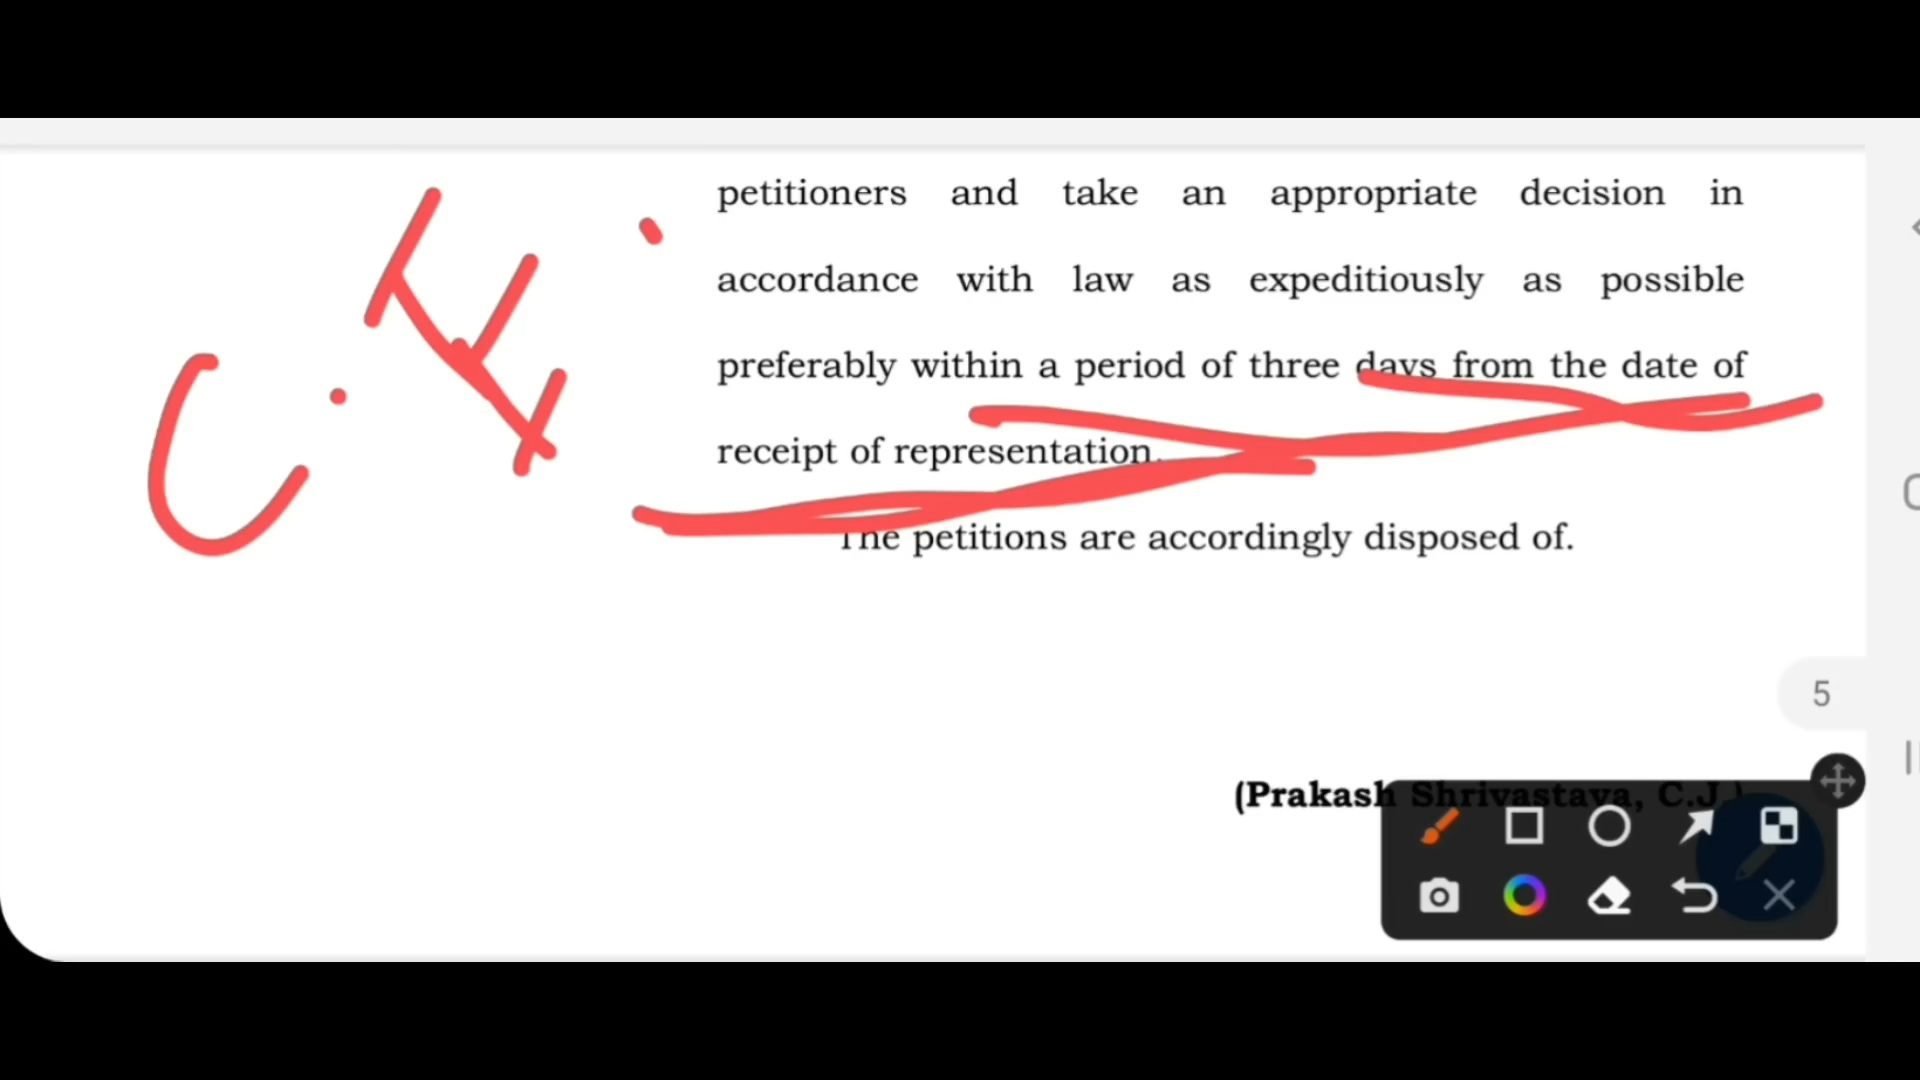 C.E.
petitioners and take an appropriate decision in
accordance with law as expeditiously as possible
preferably within a period of three days from the date of
receipt of representation.
The petitions are accordingly disposed of.
5
(Prakash Shrivastava, C.J.)